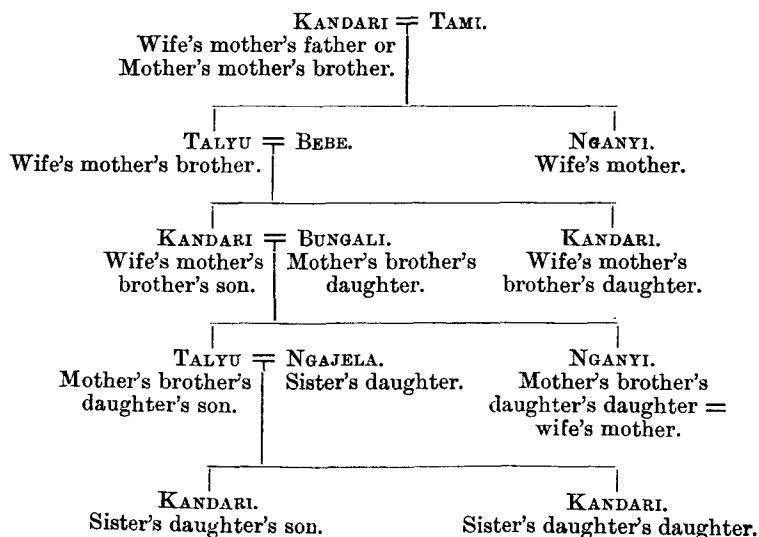 KANDARI = TAMI.
Wife's mother's father or
Mother's mother's brother.
TALYU = BEBE. NGANYI.
Wife's mother's brother. Wife's mother.
KANDARI = BUNGALI. KANDARI.
Wife's mother's Mother's brother's Wife's mother's
brother's son. daughter. brother's daughter.
TALYU = NGAJELA. NGANYI.
Mother's brother's Sister's daughter. Mother's brother's
daughter's son. daughter's daughter =
wife's mother.
KANDARI. KANDARI.
Sister's daughter's son. Sister's daughter's daughter.